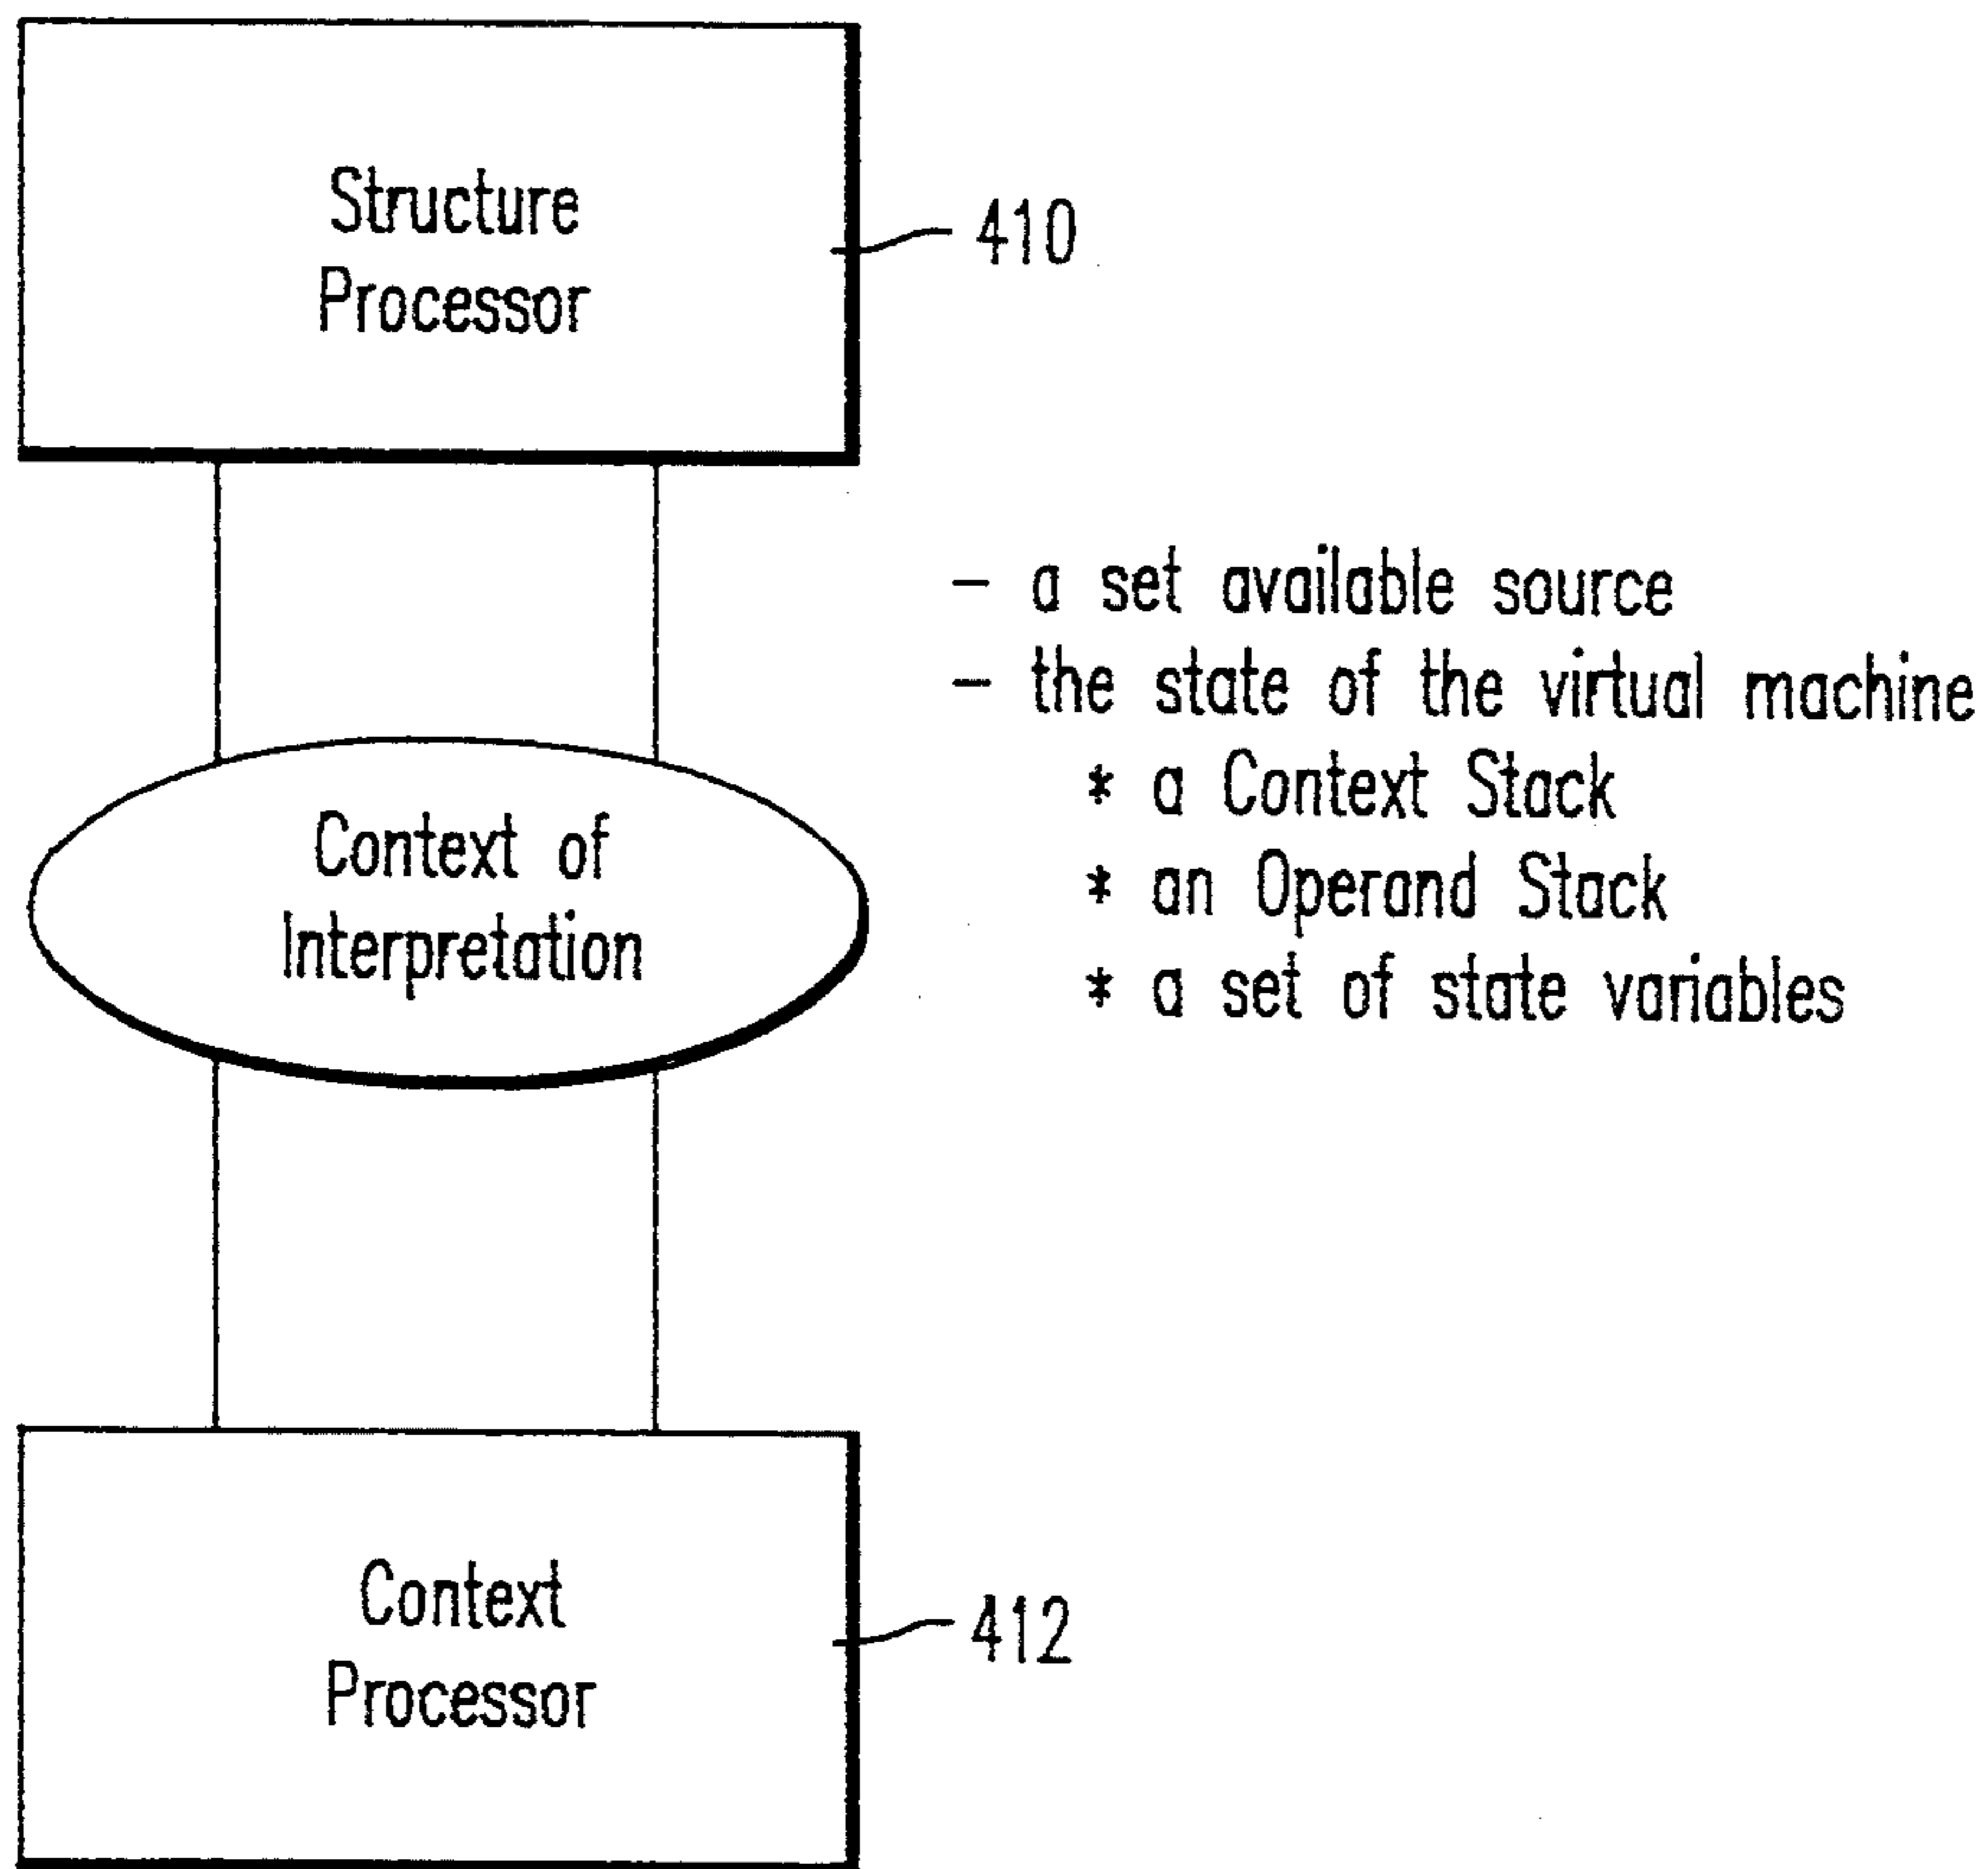 Structure
Processor
410
- a set available source
- the state of the virtual machine
* a Context Stack
* an Operand Stack
* a set of state variables
Context of
Interpretation
Context
Processor
412